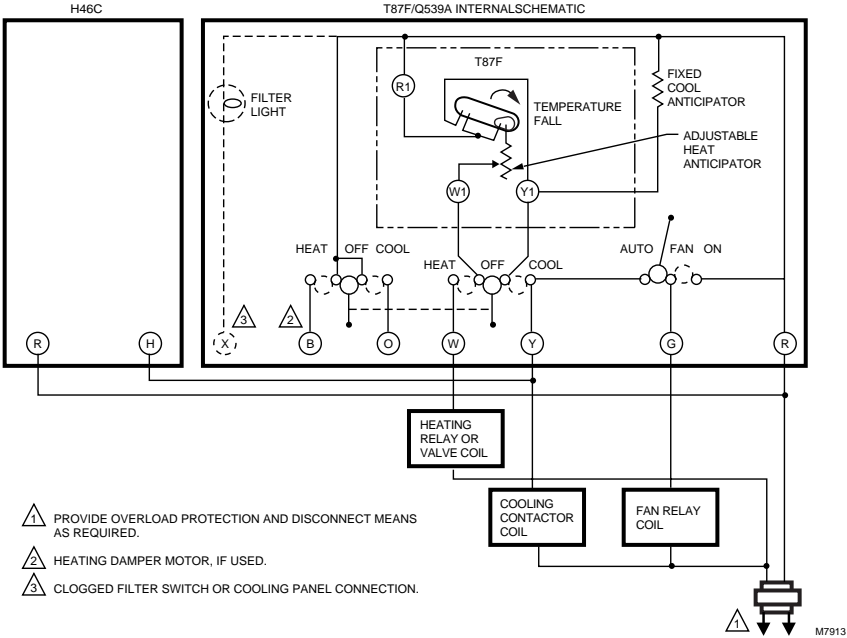 H46C
T87F/Q539A INTERNALSCHEMATIC
T87F
R1
FILTER
LIGHT
TEMPERATURE
FALL
FIXED
COOL
ANTICIPATOR
ADJUSTABLE
HEAT
ANTICIPATOR
W1
Y1
HEAT OFF COOL
HEAT OFF COOL
AUTO FAN ON
3
2
R
H
X
B
O
W
Y
G
R
HEATING
RELAY OR
VALVE COIL
COOLING
CONTACTOR
COIL
FAN RELAY
COIL
1 PROVIDE OVERLOAD PROTECTION AND DISCONNECT MEANS
AS REQUIRED.
2 HEATING DAMPER MOTOR, IF USED.
3 CLOGGED FILTER SWITCH OR COOLING PANEL CONNECTION.
1
M7913